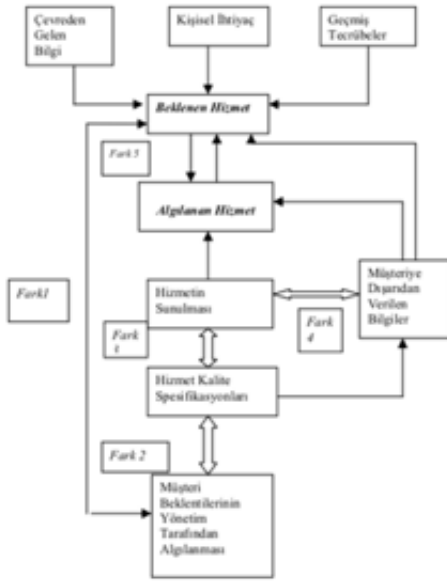 Çevreden
Gelen
Bilgi
Kişisel İhtiyaç
Geçmiş
Tecrübeler
Beklenen Hizmet
Fark 5
Algılanan Hizmet
Fark1
Hizmetin
Sunulması
Müşteriye
Dışarıdan
Verilen
Bilgiler
Fark
Fark
4
Hizmet Kalite
Spesifikasyonları
Fark 2
Müşteri
Beklentilerinin
Yönetim
Tarafından
Algılanması